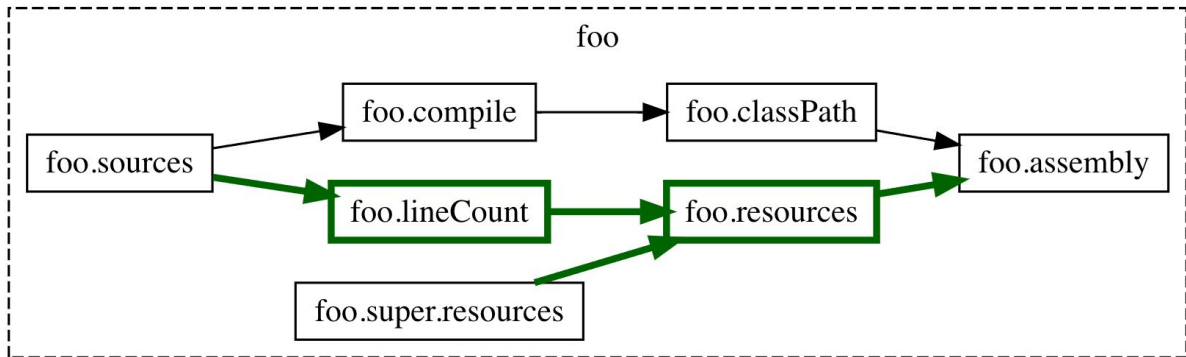 foo
foo.compile
foo.classPath
foo.sources
foo.assembly
foo.lineCount
foo.resources
foo.super.resources